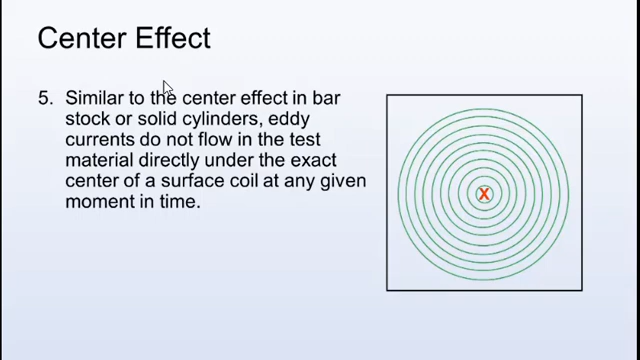 Center Effect
5. Similar to the center effect in bar
stock or solid cylinders, eddy
currents do not flow in the test
material directly under the exact
center of a surface coil at any given
moment in time.
X